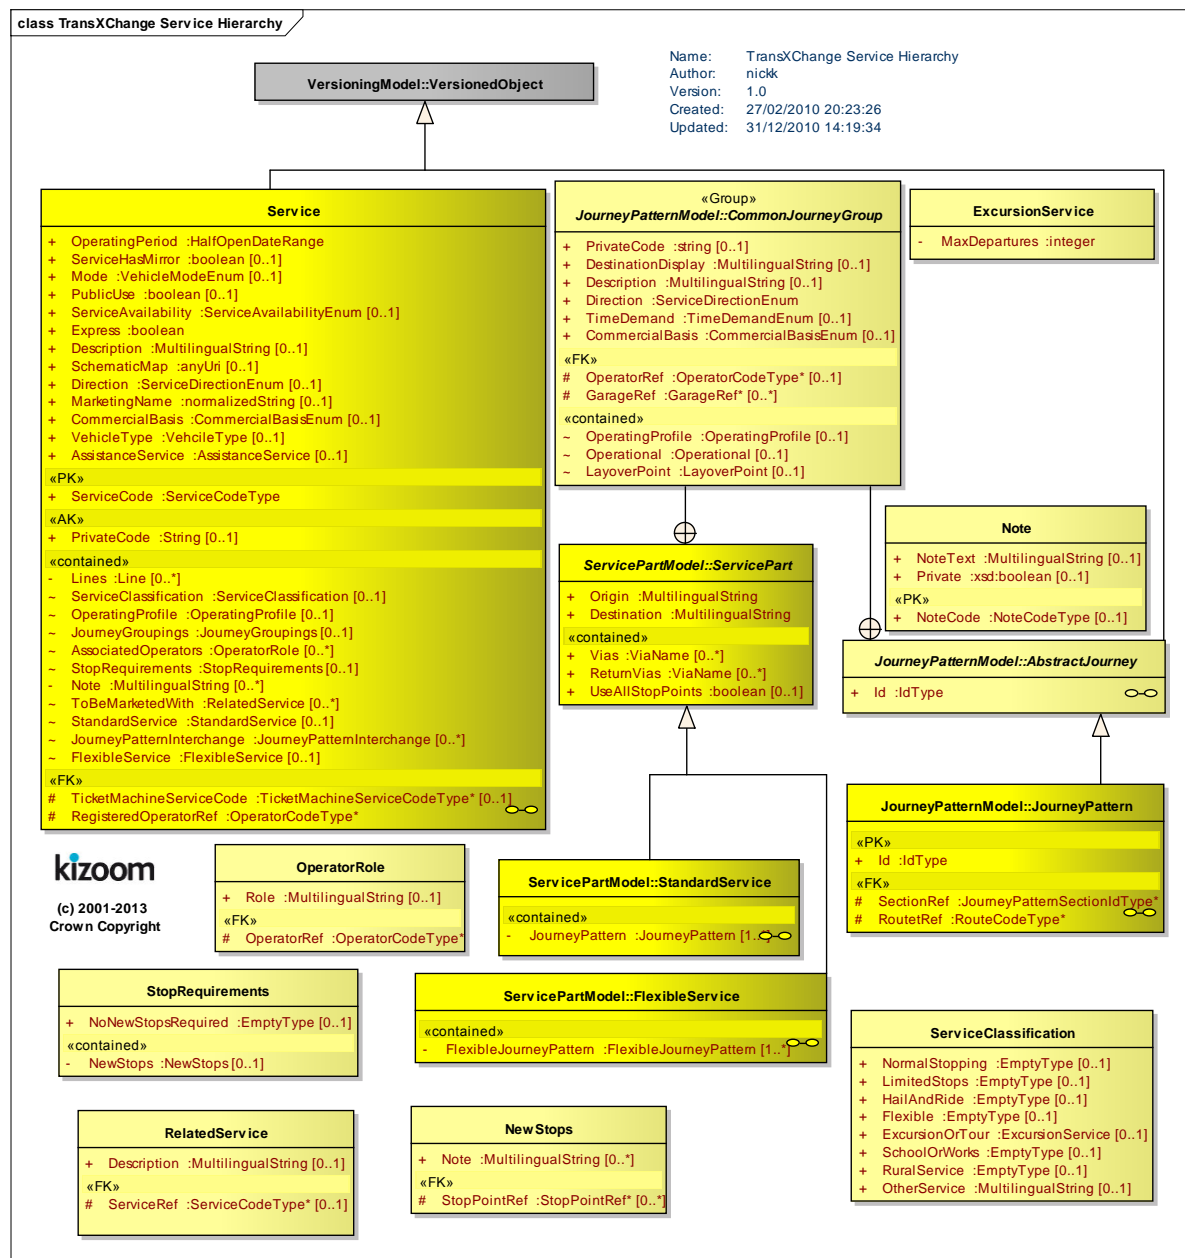 class TransXChange Service Hierarchy
Name: TransXChange Service Hierarchy
Author: nickk
Version: 1.0
Created: 27/02/2010 20:23:26
Updated: 31/12/2010 14:19:34
VersioningModel::VersionedObject
Service
+ OperatingPeriod :HalfOpenDateRange
+ ServiceHasMirror :boolean [0..1]
+ Mode :VehicleModeEnum [0..1]
+ PublicUse :boolean [0..1]
+ ServiceAvailability :ServiceAvailabilityEnum [0..1]
+ Express :boolean
+ Description :MultilingualString [0..1]
+ SchematicMap :anyUri [0..1]
+ Direction :ServiceDirectionEnum [0..1]
+ MarketingName :normalizedString [0..1]
+ CommercialBasis :CommercialBasisEnum [0..1]
+ VehicleType :VehcileType [0..1]
+ AssistanceService :AssistanceService [0..1]
«PK»
+ ServiceCode :ServiceCodeType
«AK»
+ PrivateCode :String [0..1]
«contained»
- Lines :Line [0..*]
~ ServiceClassification :ServiceClassification [0..1]
~ OperatingProfile :OperatingProfile [0..1]
~ JourneyGroupings :JourneyGroupings [0..1]
~ AssociatedOperators :OperatorRole [0..*]
~ StopRequirements :StopRequirements [0..1]
- Note :MultilingualString [0..*]
~ ToBeMarketedWith :RelatedService [0..*]
~ StandardService :StandardService [0..1]
~ JourneyPatternInterchange :JourneyPatternInterchange [0..*]
~ FlexibleService :FlexibleService [0..1]
«FK»
# TicketMachineServiceCode :TicketMachineServiceCodeType* [0..1]
# RegisteredOperatorRef :OperatorCodeType*
«Group»
JourneyPatternModel::CommonJourneyGroup
+ PrivateCode :string [0..1]
+ DestinationDisplay :MultilingualString [0..1]
+ Description :MultilingualString [0..1]
+ Direction :ServiceDirectionEnum
+ TimeDemand :TimeDemandEnum [0..1]
+ CommercialBasis :CommercialBasisEnum [0..1]
«FK»
# OperatorRef :OperatorCodeType* [0..1]
# GarageRef :GarageRef* [0..*]
«contained»
~ OperatingProfile :OperatingProfile [0..1]
~ Operational :Operational [0..1]
~ LayoverPoint :LayoverPoint [0..1]
ExcursionService
- MaxDepartures :integer
Note
+ NoteText :MultilingualString [0..1]
+ Private :xsd:boolean [0..1]
«PK»
+ NoteCode :NoteCodeType [0..1]
ServicePartModel::ServicePart
+ Origin :MultilingualString
+ Destination :MultilingualString
«contained»
+ Vias :ViaName [0..*]
+ ReturnVias :ViaName [0..*]
+ UseAllStopPoints :boolean [0..1]
JourneyPatternModel::AbstractJourney
+ Id :IdType
JourneyPatternModel::JourneyPattern
«PK»
+ Id :IdType
«FK»
# SectionRef :JourneyPatternSectionIdType*
# RoutetRef :RouteCodeType*
kizoom
(c) 2001-2013
Crown Copyright
OperatorRole
+ Role :MultilingualString [0..1]
«FK»
# OperatorRef :OperatorCodeType*
ServicePartModel::StandardService
«contained»
- JourneyPattern :JourneyPattern [1..
ServicePartModel::FlexibleService
«contained»
- FlexibleJourneyPattern :FlexibleJourneyPattern [1..*]
StopRequirements
+ NoNewStopsRequired :EmptyType [0..1]
«contained»
- NewStops :NewStops [0..1]
ServiceClassification
+ NormalStopping :EmptyType [0..1]
+ LimitedStops :EmptyType [0..1]
+ HailAndRide :EmptyType [0..1]
+ Flexible :EmptyType [0..1]
+ ExcursionOrTour :ExcursionService [0..1]
+ SchoolOrWorks :EmptyType [0..1]
+ RuralService :EmptyType [0..1]
+ OtherService :MultilingualString [0..1]
RelatedService
+ Description :MultilingualString [0..1]
«FK»
# ServiceRef :ServiceCodeType* [0..1]
NewStops
+ Note :MultilingualString [0..*]
«FK»
# StopPointRef :StopPointRef* [0..*]